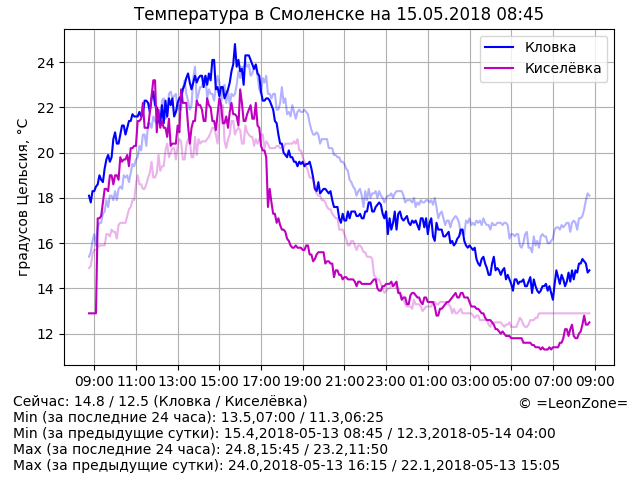 Температура в Смоленске на 15.05.2018 08:45
Кловка
Киселёвка
градусов Цельсия, °C
24
22
20
18
16
14
12
09:00 11:00 13:00 15:00 17:00 19:00 21:00 23:00 01:00 03:00 05:00 07:00 09:00
Сейчас: 14.8 / 12.5 (Кловка / Киселёвка)
© =LeonZone=
Min (за последние 24 часа): 13.5,07:00 / 11.3,06:25
Min (за предыдущие сутки): 15.4,2018-05-13 08:45 / 12.3,2018-05-14 04:00
Max (за последние 24 часа): 24.8,15:45 / 23.2,11:50
Max (за предыдущие сутки): 24.0,2018-05-13 16:15 / 22.1,2018-05-13 15:05